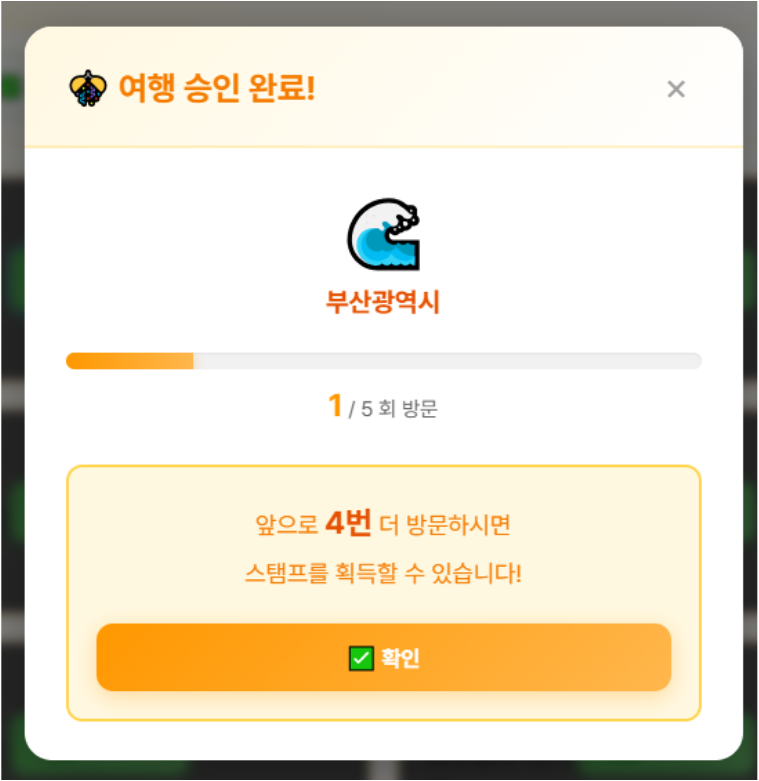 여행 승인 완료!
부산광역시
1 / 5 회 방문
앞으로 4번 더 방문하시면
스탬프를 획득할 수 있습니다!
✅ 확인